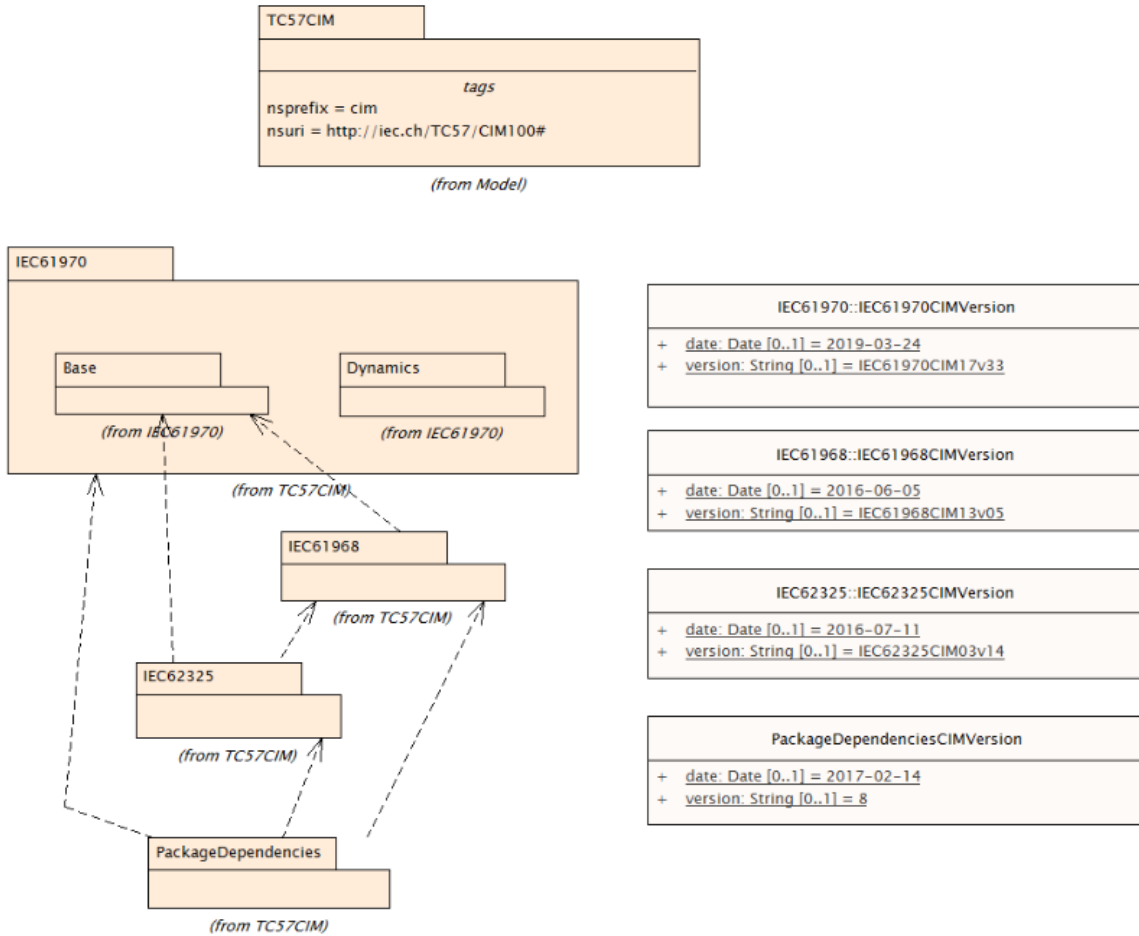 TC57CIM
tags
nsprefix = cim
nsuri = http://iec.ch/TC57/CIM100#
(from Model)
IEC61970
Base
(from IEC61970)
Dynamics
(from IEC61970)
(from TC57CIM)
IEC61968
(from TC57CIM)
IEC62325
(from TC57CIM)
PackageDependencies
(from TC57CIM)
IEC61970::IEC61970CIMVersion
+ date: Date [0..1] = 2019-03-24
+ version: String [0..1] = IEC61970CIM17v33
IEC61968::IEC61968CIMVersion
+ date: Date [0..1] = 2016-06-05
+ version: String [0..1] = IEC61968CIM13v05
IEC62325::IEC62325CIMVersion
+ date: Date [0..1] = 2016-07-11
+ version: String [0..1] = IEC62325CIM03v14
PackageDependenciesCIMVersion
+ date: Date [0..1] = 2017-02-14
+ version: String [0..1] = 8